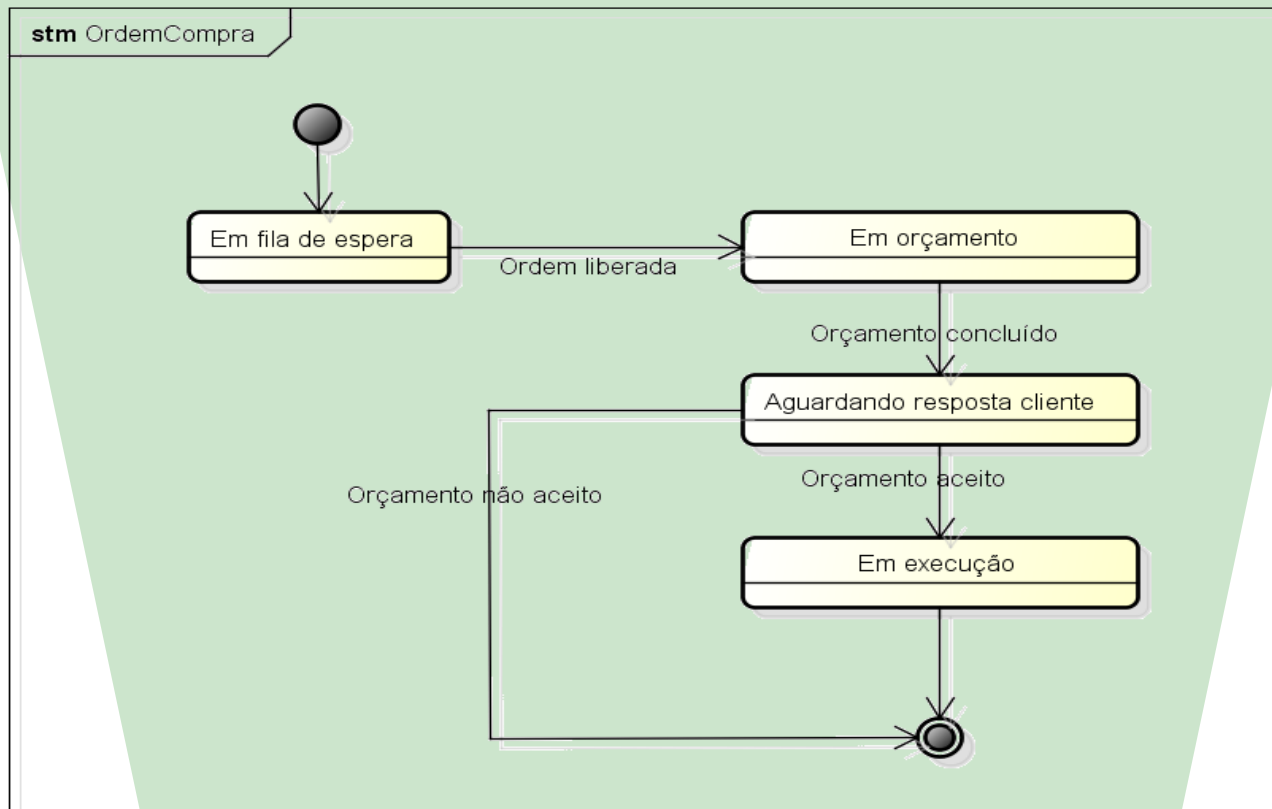 stm OrdemCompra
Em fila de espera
Em orçamento
Ordem liberada
Orçamento concluído
Aguardando resposta cliente
Orçamento aceito
Orçamento não aceito
Em execução